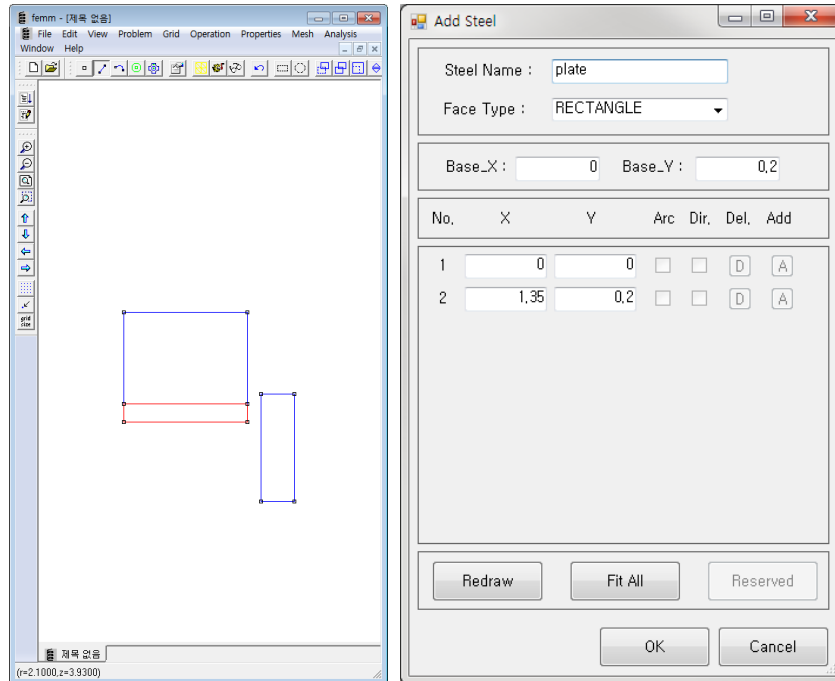 femm - [제목 없음]
File Edit View Problem Grid Operation Properties Mesh Analysis
Window Help
grid
size
제목 없음
(r=2.1000,z=3.9300)
Add Steel
Steel Name : plate
Face Type : RECTANGLE
Base_X : 0 Base_Y : 0.2
No. X Y Arc Dir. Del. Add
1 0 0 D A
2 1.35 0.2 D A
Redraw Fit All Reserved
OK Cancel